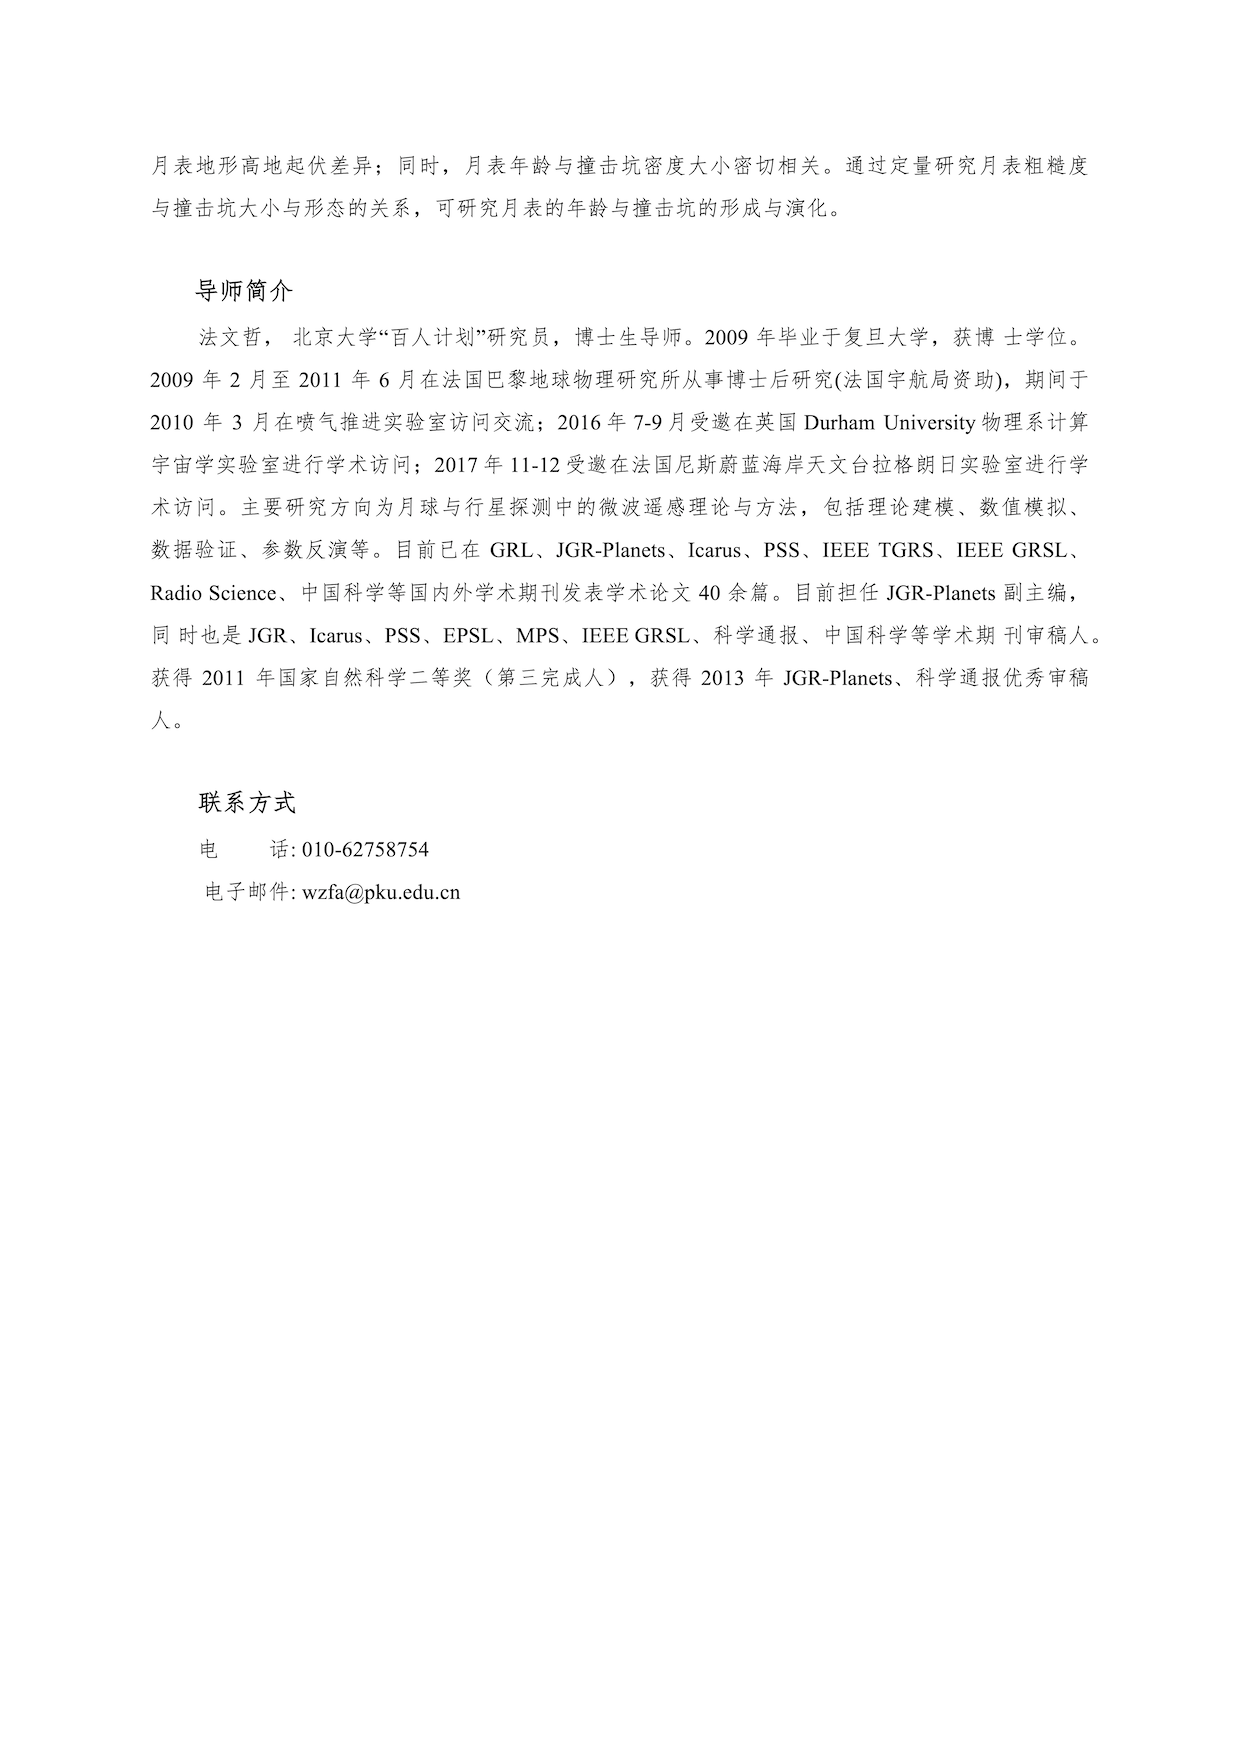 月表地形高地起伏差异；同时，月表年龄与撞击坑密度大小密切相关。通过定量研究月表粗糙度
与撞击坑大小与形态的关系，可研究月表的年龄与撞击坑的形成与演化。
导师简介
法文哲， 北京大学“百人计划”研究员，博士生导师。2009 年毕业于复旦大学，获博 士学位。
2009 年 2 月至 2011 年 6 月在法国巴黎地球物理研究所从事博士后研究(法国宇航局资助)，期间于
2010 年 3 月在喷气推进实验室访问交流；2016 年 7-9 月受邀在英国 Durham University 物理系计算
宇宙学实验室进行学术访问；2017 年 11-12 受邀在法国尼斯蔚蓝海岸天文台拉格朗日实验室进行学
术访问。主要研究方向为月球与行星探测中的微波遥感理论与方法，包括理论建模、数值模拟、
数据验证、参数反演等。目前已在 GRL、JGR-Planets、Icarus、PSS、IEEE TGRS、IEEE GRSL、
Radio Science、中国科学等国内外学术期刊发表学术论文 40 余篇。目前担任 JGR-Planets 副主编，
同 时也是 JGR、Icarus、PSS、EPSL、MPS、IEEE GRSL、科学通报、中国科学等学术期 刊审稿人。
获得 2011 年国家自然科学二等奖（第三完成人），获得 2013 年 JGR-Planets、科学通报优秀审稿
人。
联系方式
电 话: 010-62758754
电子邮件: wzfa@pku.edu.cn